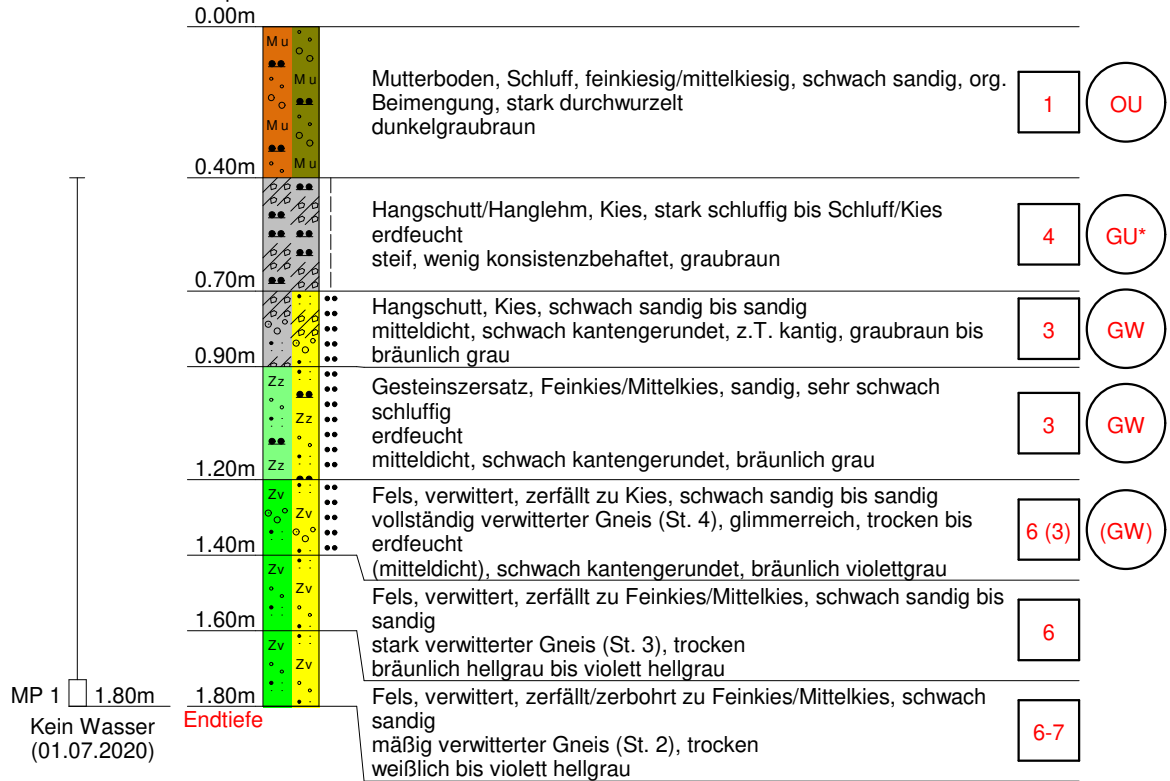 0.00m
Mu
Mu
Mu
Mu
Mutterboden, Schluff, feinkiesig/mittelkiesig, schwach sandig, org.
Beimengung, stark durchwurzelt
dunkelgraubraun
1
OU
0.40m
Hangschutt/Hanglehm, Kies, stark schluffig bis Schluff/Kies
erdfeucht
steif, wenig konsistenzbehaftet, graubraun
4
GU*
0.70m
Hangschutt, Kies, schwach sandig bis sandig
mitteldicht, schwach kantengerundet, z.T. kantig, graubraun bis
bräunlich grau
3
GW
0.90m
Zz
Zz
Zz
Gesteinszersatz, Feinkies/Mittelkies, sandig, sehr schwach
schluffig
erdfeucht
mitteldicht, schwach kantengerundet, bräunlich grau
3
GW
1.20m
Zv
Zv
Fels, verwittert, zerfällt zu Kies, schwach sandig bis sandig
vollständig verwitterter Gneis (St. 4), glimmerreich, trocken bis
erdfeucht
(mitteldicht), schwach kantengerundet, bräunlich violettgrau
6 (3)
(GW)
1.40m
Zv
Zv
Fels, verwittert, zerfällt zu Feinkies/Mittelkies, schwach sandig bis
sandig
stark verwitterter Gneis (St. 3), trocken
bräunlich hellgrau bis violett hellgrau
6
1.60m
Zv
Zv
Fels, verwittert, zerfällt/zerbohrt zu Feinkies/Mittelkies, schwach
sandig
mäßig verwitterter Gneis (St. 2), trocken
weißlich bis violett hellgrau
6-7
1.80m
Endtiefe
MP 1 1.80m
Kein Wasser
(01.07.2020)